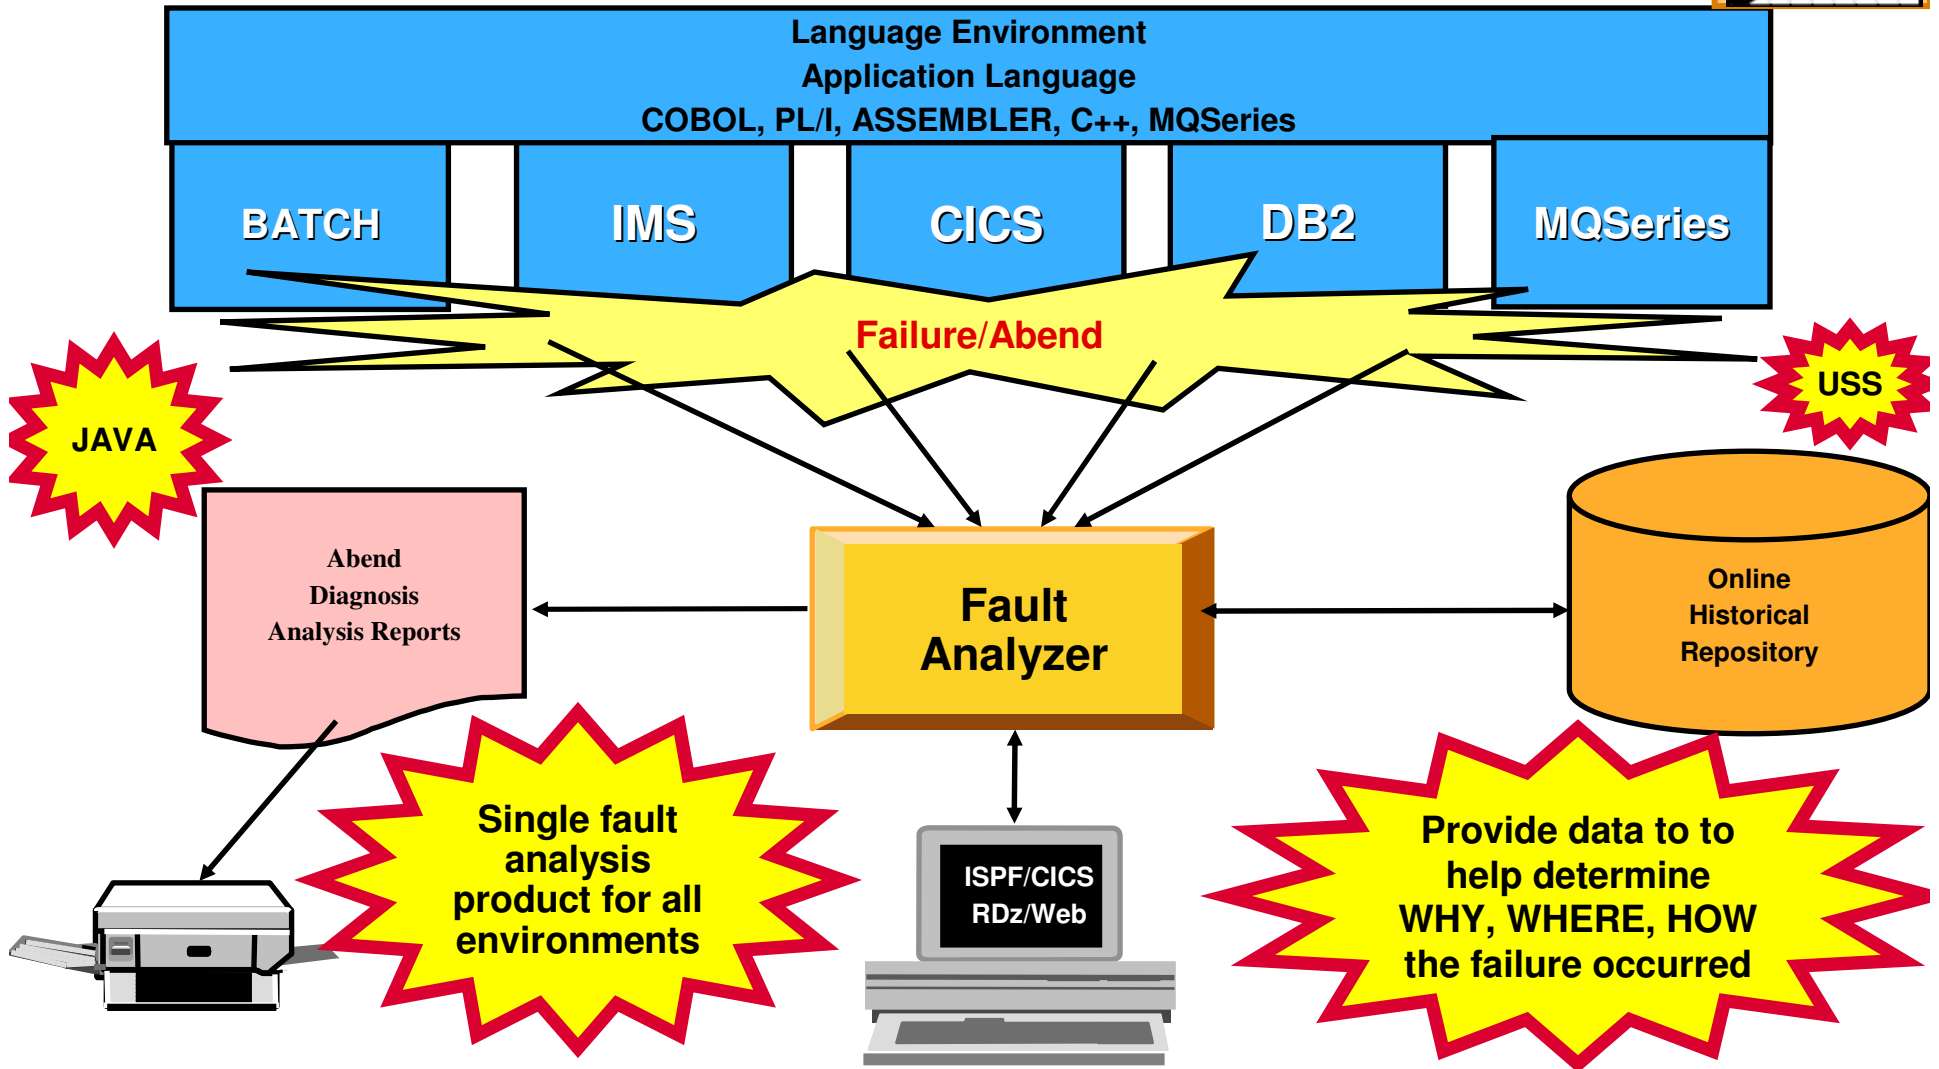 Language Environment
Application Language
COBOL, PL/I, ASSEMBLER, C++, MQSeries
BATCH
IMS
CICS
DB2
MQSeries
Failure/Abend
JAVA
USS
Abend
Diagnosis
Analysis Reports
Fault
Analyzer
Online
Historical
Repository
Single fault
analysis
product for all
environments
ISPF/CICS
RDz/Web
Provide data to to
help determine
WHY, WHERE, HOW
the failure occurred